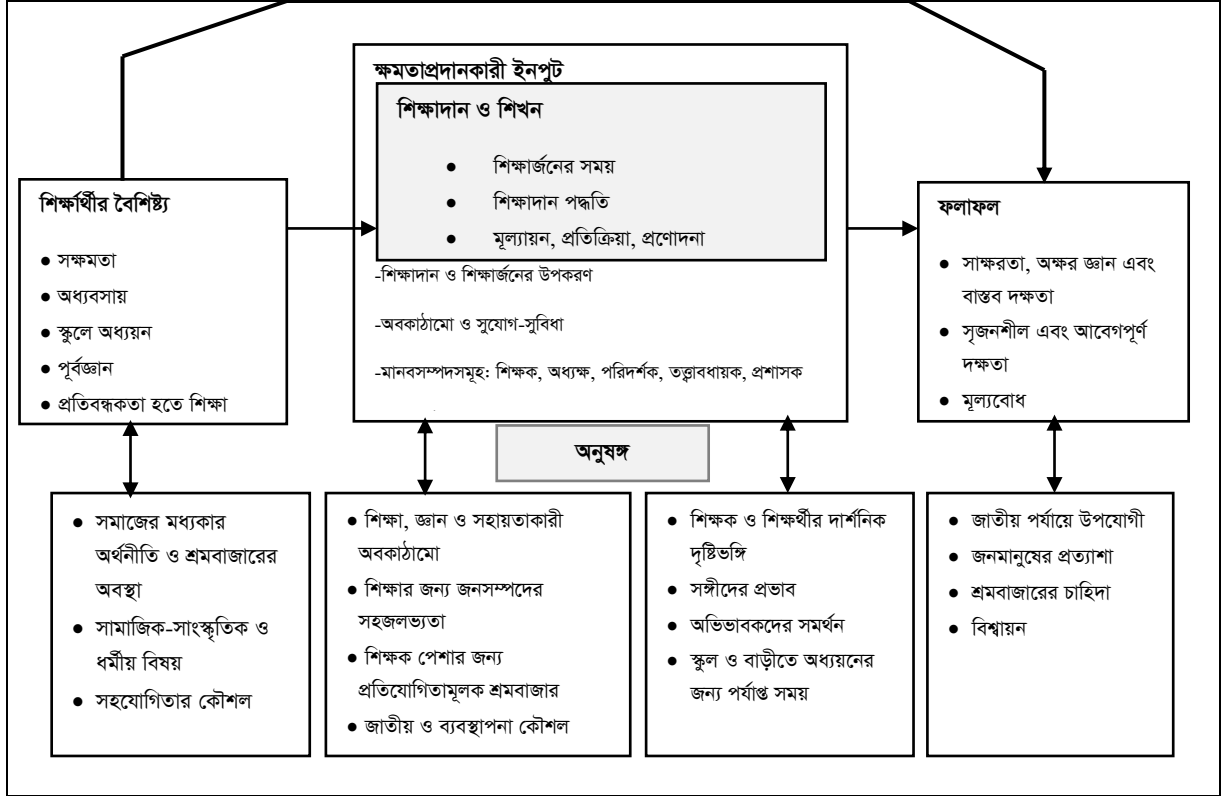 ক্ষমতাপ্রদানকারী ইনপুট
শিক্ষাদান ও শিখন
● শিক্ষার্জনের সময়
● শিক্ষাদান পদ্ধতি
● মূল্যায়ন, প্রতিক্রিয়া, প্রণোদনা
-শিক্ষাদান ও শিক্ষার্জনের উপকরণ
-অবকাঠামো ও সুযোগ-সুবিধা
-মানবসম্পদসমূহ: শিক্ষক, অধ্যক্ষ, পরিদর্শক, তত্ত্বাবধায়ক, প্রশাসক
শিক্ষার্থীর বৈশিষ্ট্য
● সক্ষমতা
● অধ্যবসায়
● স্কুলে অধ্যয়ন
● পূর্বজ্ঞান
● প্রতিবন্ধকতা হতে শিক্ষা
ফলাফল
● সাক্ষরতা, অক্ষর জ্ঞান এবং
বাস্তব দক্ষতা
● সৃজনশীল এবং আবেগপূর্ণ
দক্ষতা
● মূল্যবোধ
অনুষঙ্গ
● সমাজের মধ্যকার
অর্থনীতি ও শ্রমবাজারের
অবস্থা
● সামাজিক-সাংস্কৃতিক ও
ধর্মীয় বিষয়
● সহযোগিতার কৌশল
● শিক্ষা, জ্ঞান ও সহায়তাকারী
অবকাঠামো
● শিক্ষার জন্য জনসম্পদের
সহজলভ্যতা
● শিক্ষক পেশার জন্য
প্রতিযোগিতামূলক শ্রমবাজার
● জাতীয় ও ব্যবস্থাপনা কৌশল
● শিক্ষক ও শিক্ষর্থীর দার্শনিক
দৃষ্টিভঙ্গি
● সঙ্গীদের প্রভাব
● অভিভাবকদের সমর্থন
● স্কুল ও বাড়ীতে অধ্যয়নের
জন্য পর্যাপ্ত সময়
● জাতীয় পর্যায়ে উপযোগী
● জনমানুষের প্রত্যাশা
● শ্রমবাজারের চাহিদা
● বিশ্বায়ন